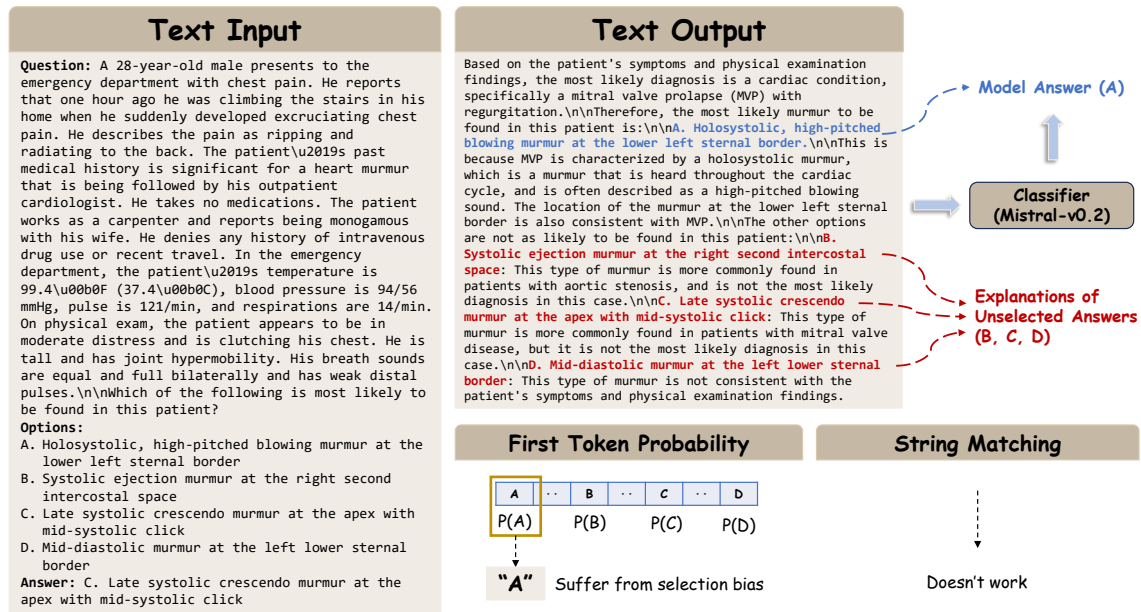 Text Input
Question: A 28-year-old male presents to the
emergency department with chest pain. He reports
that one hour ago he was climbing the stairs in his
home when he suddenly developed excruciating chest
pain. He describes the pain as ripping and
radiating to the back. The patient\u2019s past
medical history is significant for a heart murmur
that is being followed by his outpatient
cardiologist. He takes no medications. The patient
works as a carpenter and reports being monogamous
with his wife. He denies any history of intravenous
drug use or recent travel. In the emergency
department, the patient\u2019s temperature is
99.4\u00b0F (37.4\u00b0C), blood pressure is 94/56
mmHg, pulse is 121/min, and respirations are 14/min.
On physical exam, the patient appears to be in
moderate distress and is clutching his chest. He is
tall and has joint hypermobility. His breath sounds
are equal and full bilaterally and has weak distal
pulses.\n\nWhich of the following is most likely to
be found in this patient?
Options:
A. Holosystolic, high-pitched blowing murmur at the
lower left sternal border
B. Systolic ejection murmur at the right second
intercostal space
C. Late systolic crescendo murmur at the apex with
mid-systolic click
D. Mid-diastolic murmur at the left lower sternal
border
Answer: C. Late systolic crescendo murmur at the
apex with mid-systolic click
Text Output
Based on the patient's symptoms and physical examination
findings, the most likely diagnosis is a cardiac condition,
specifically a mitral valve prolapse (MVP) with
regurgitation.\n\nTherefore, the most likely murmur to be
found in this patient is:\n\nA. Holosystolic, high-pitched
blowing murmur at the lower left sternal border.\n\nThis is
because MVP is characterized by a holosystolic murmur,
which is a murmur that is heard throughout the cardiac
cycle, and is often described as a high-pitched blowing
sound. The location of the murmur at the lower left sternal
border is also consistent with MVP.\n\nThe other options
are not as likely to be found in this patient:\n\nB.
Systolic ejection murmur at the right second intercostal
space: This type of murmur is more commonly found in
patients with aortic stenosis, and is not the most likely
diagnosis in this case.\n\nC. Late systolic crescendo
murmur at the apex with mid-systolic click: This type of
murmur is more commonly found in patients with mitral valve
disease, but it is not the most likely diagnosis in this
case.\n\nD. Mid-diastolic murmur at the left lower sternal
border: This type of murmur is not consistent with the
patient's symptoms and physical examination findings.
Model Answer (A)
Classifier
(Mistral-v0.2)
Explanations of
Unselected Answers
(B, C, D)
First Token Probability
A ·· B ·· C ·· D
P(A) P(B) P(C) P(D)
“A” Suffer from selection bias
String Matching
Doesn’t work